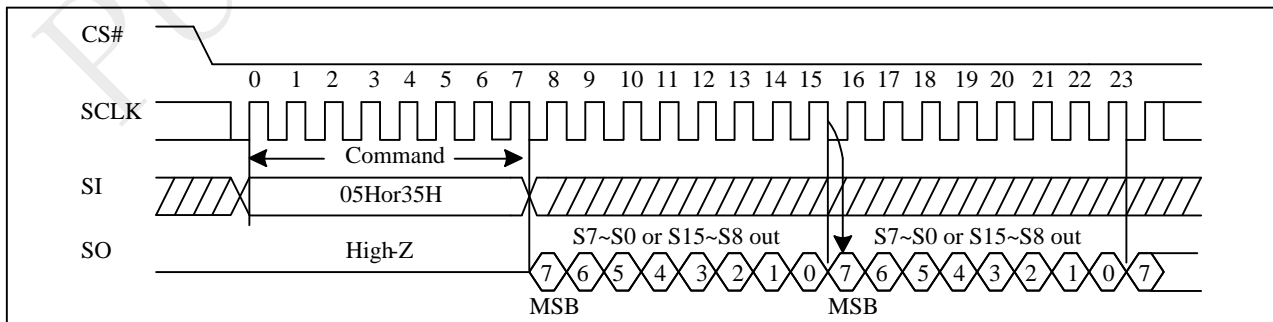 CS#
0 1 2 3 4 5 6 7 8 9 10 11 12 13 14 15 16 17 18 19 20 21 22 23
SCLK
Command
SI
05Hor35H
S7~S0 or S15~S8 out S7~S0 or S15~S8 out
SO
High-Z
7 6 5 4 3 2 1 0 7 6 5 4 3 2 1 0 7
MSB MSB